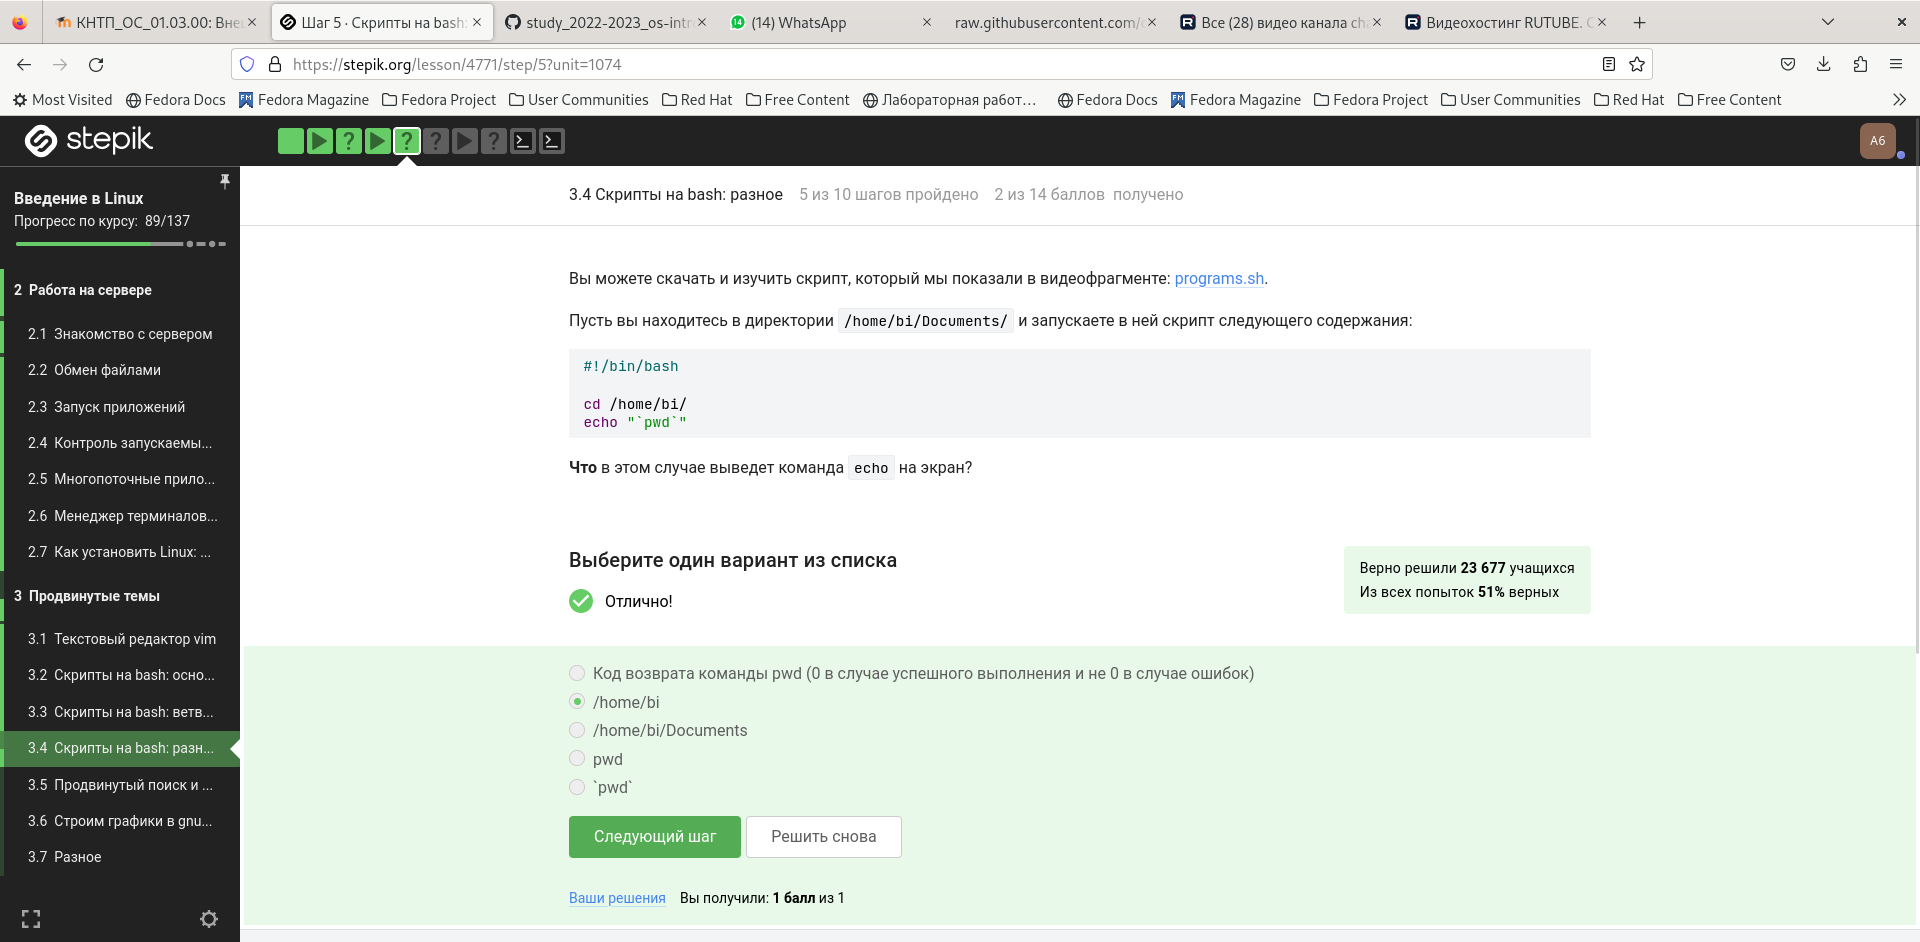 КНТП_ОС_01.03.00: Вне
Шаг 5 · Скрипты на bash:
study_2022-2023_os-intr
(14) WhatsApp
raw.githubusercontent.com/
Все (28) видео канала
Видеохостинг RUTUBE.
https://stepik.org/lesson/4771/step/5?unit=1074
Most Visited
Fedora Docs
Fedora Magazine
Fedora Project
User Communities
Red Hat
Free Content
Лабораторная работ…
Fedora Docs
Fedora Magazine
Fedora Project
User Communities
Red Hat
Free Content
stepik
A6
Введение в Linux
Прогресс по курсу: 89/137
2 Работа на сервере
2.1 Знакомство с сервером
2.2 Обмен файлами
2.3 Запуск приложений
2.4 Контроль запускаемы...
2.5 Многопоточные прило...
2.6 Менеджер терминалов...
2.7 Как установить Linux: ...
3 Продвинутые темы
3.1 Текстовый редактор vim
3.2 Скрипты на bash: осно...
3.3 Скрипты на bash: ветв...
3.4 Скрипты на bash: разн...
3.5 Продвинутый поиск и ...
3.6 Строим графики в gnu...
3.7 Разное
3.4 Скрипты на bash: разное 5 из 10 шагов пройдено 2 из 14 баллов получено
Вы можете скачать и изучить скрипт, который мы показали в видеофрагменте: programs.sh.
Пусть вы находитесь в директории /home/bi/Documents/ и запускаете в ней скрипт следующего содержания:
#!/bin/bash
cd /home/bi/
echo "`pwd`"
Что в этом случае выведет команда echo на экран?
Выберите один вариант из списка
Отлично!
Верно решили 23 677 учащихся
Из всех попыток 51% верных
Код возврата команды pwd (0 в случае успешного выполнения и не 0 в случае ошибок)
/home/bi
/home/bi/Documents
pwd
`pwd`
Следующий шаг
Решить снова
Ваши решения Вы получили: 1 балл из 1